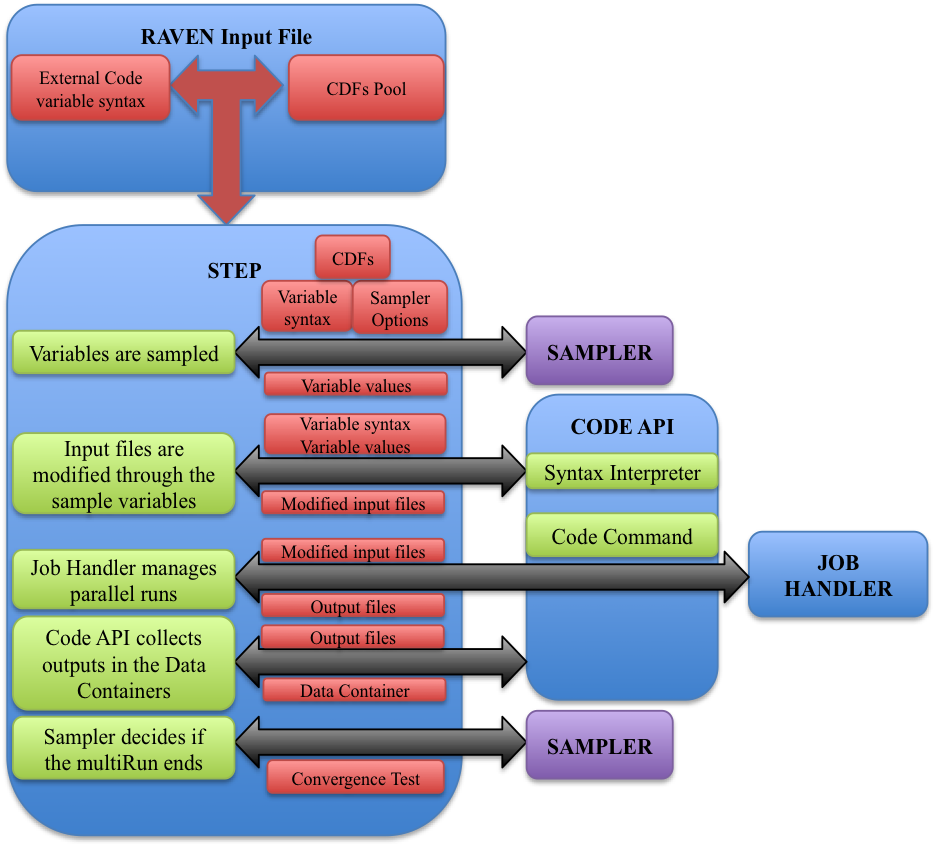 RAVEN Input File
External Code
variable syntax
CDFs Pool
STEP
CDFs
Variable
syntax
Sampler
Options
Variables are sampled
SAMPLER
Variable values
CODE API
Variable syntax
Variable values
Input files are
modified through the
sample variables
Syntax Interpreter
Modified input files
Code Command
Modified input files
Job Handler manages
parallel runs
JOB
HANDLER
Output files
Output files
Code API collects
outputs in the Data
Containers
Data Container
Sampler decides if
the multiRun ends
SAMPLER
Convergence Test